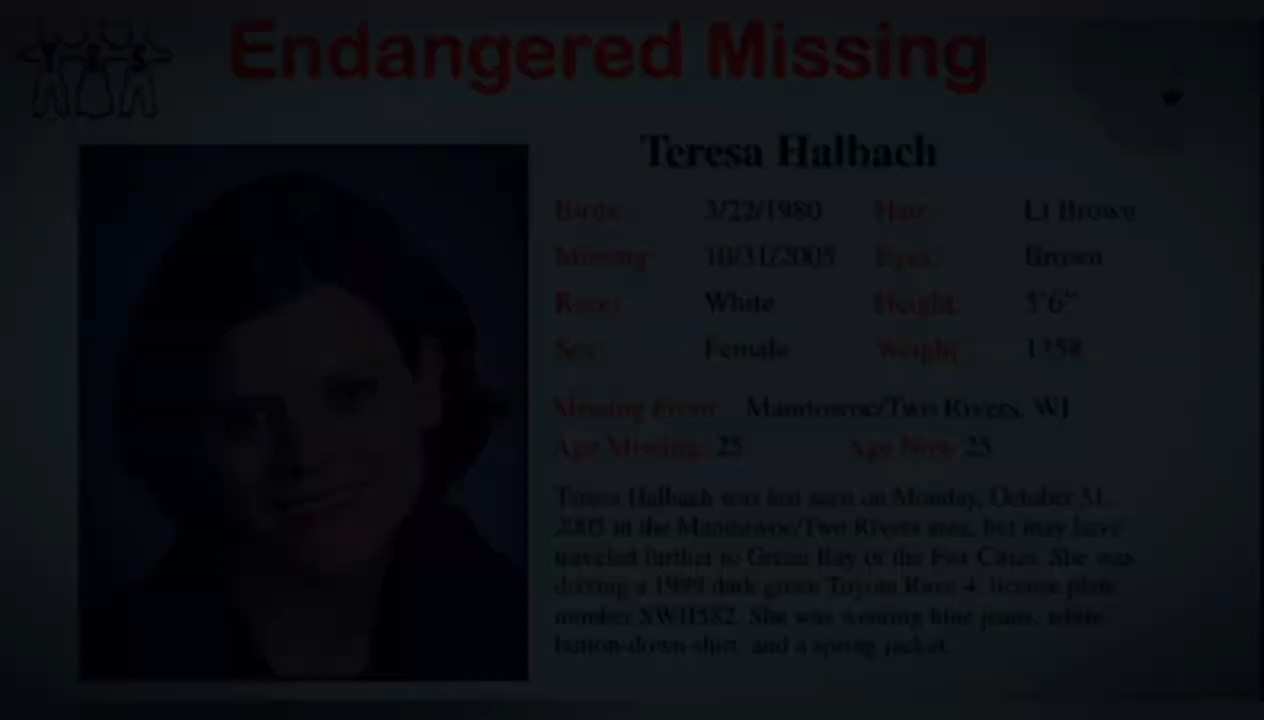 YES
Endangered Missing
Teresa Halbach
Birth: 3/22/1980 Hair: Lt Brown
Missing: 10/31/2005 Eyes: Brown
Race: White Height: 5'6"
Sex: Female Weight: 135#
Missing From: Manitowoc/Two Rivers, WI
Age Missing: 25 Age Now: 25
Teresa Halbach was last seen on Monday, October 31,
2005 in the Manitowoc/Two Rivers area, but may have
traveled further to Green Bay or the Fox Cities. She was
driving a 1999 dark green Toyota Rave 4, license plate
number SWH582. She was wearing blue jeans, white
button-down shirt, and a spring jacket.